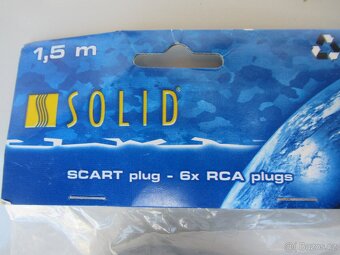 1,5 m
SOLID®
SCART plug - 6x RCA plugs